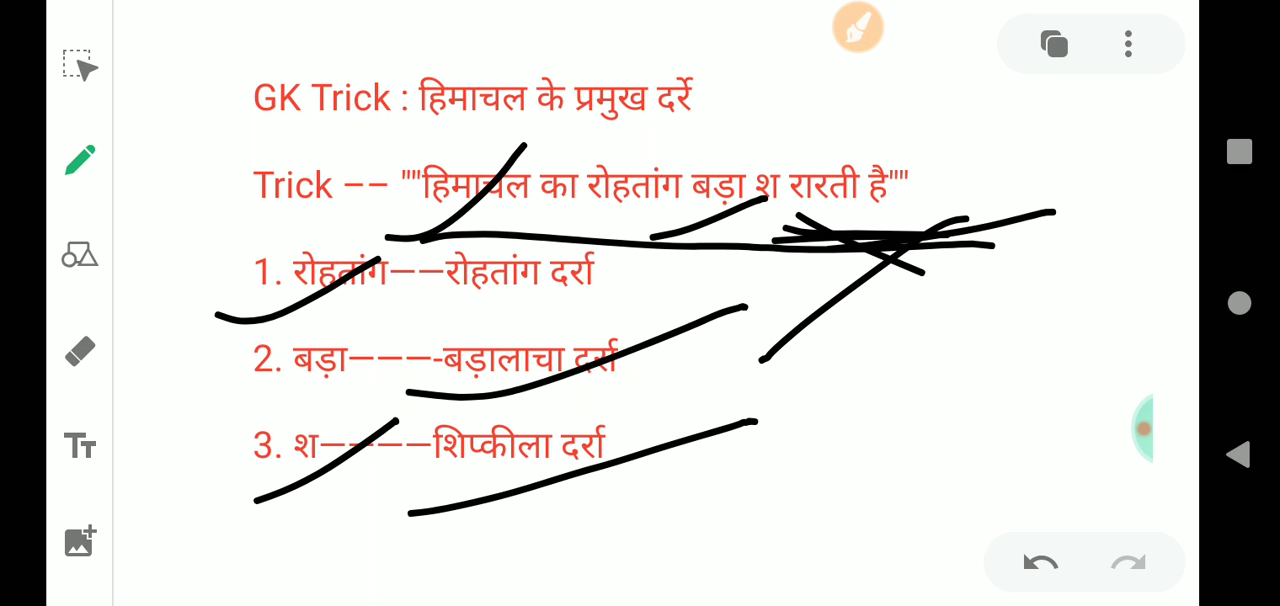 GK Trick : हिमाचल के प्रमुख दर्रे
Trick –– ""हिमाचल का रोहतांग बड़ा श रारती है""
1. रोहतांग––रोहतांग दर्रा
2. बड़ा–––-बड़ालाचा दर्रा
3. श––––शिप्कीला दर्रा
Tт